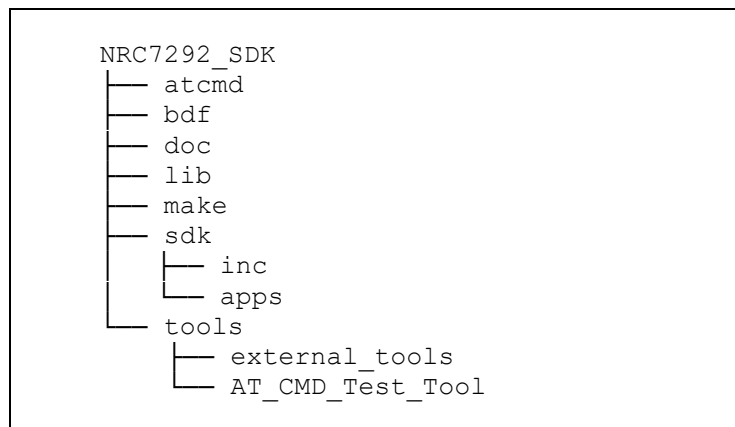 NRC7292_SDK
├── atcmd
├── bdf
├── doc
├── lib
├── make
├── sdk
│   ├── inc
│   └── apps
└── tools
    ├── external_tools
    └── AT_CMD_Test_Tool